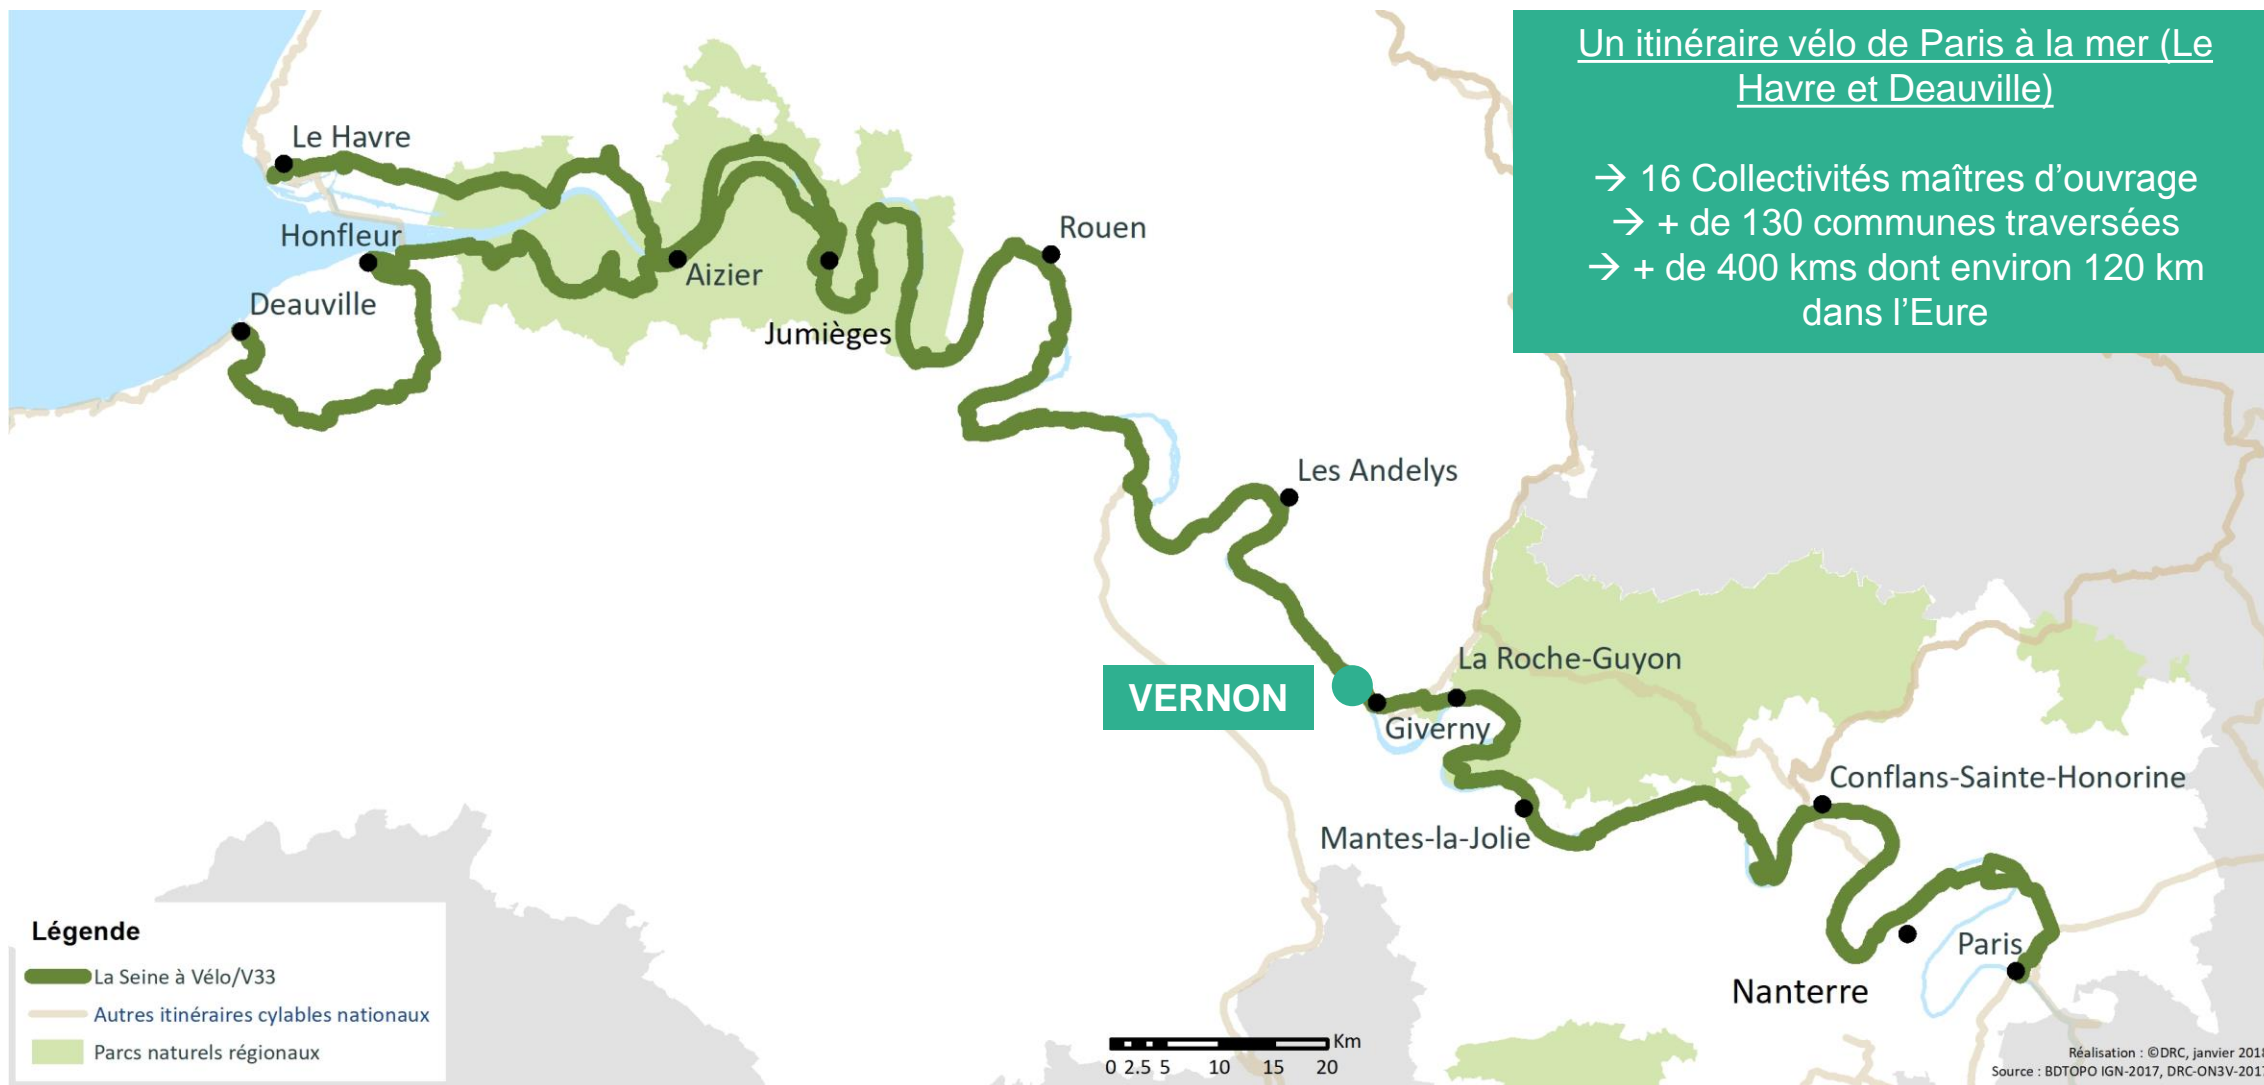 Un itinéraire vélo de Paris à la mer (Le
Havre et Deauville)
→ 16 Collectivités maîtres d’ouvrage
→ + de 130 communes traversées
→ + de 400 kms dont environ 120 km
dans l’Eure
Le Havre
Honfleur
Deauville
Aizier
Jumièges
Rouen
Les Andelys
VERNON
La Roche-Guyon
Giverny
Mantes-la-Jolie
Conflans-Sainte-Honorine
Nanterre
Paris
Légende
La Seine à Vélo/V33
Autres itinéraires cylables nationaux
Parcs naturels régionaux
Km
0 2.5 5 10 15 20
Réalisation : ©DRC, janvier 2018
Source : BDTOPO IGN-2017, DRC-ON3V-201